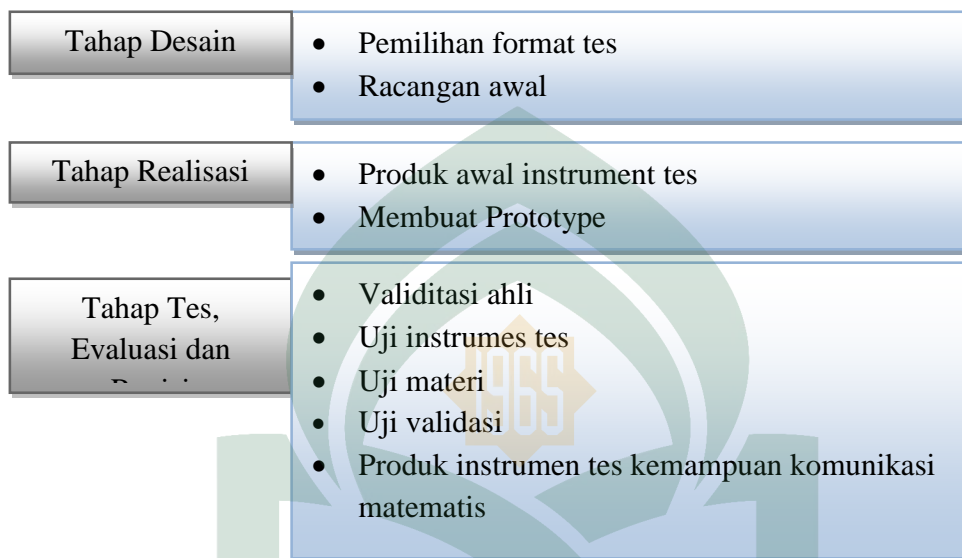 Tahap Desain
• Pemilihan format tes
• Racangan awal
Tahap Realisasi
• Produk awal instrument tes
• Membuat Prototype
Tahap Tes,
Evaluasi dan
• Validitasi ahli
• Uji instrumes tes
• Uji materi
• Uji validasi
• Produk instrumen tes kemampuan komunikasi
matematis
1965